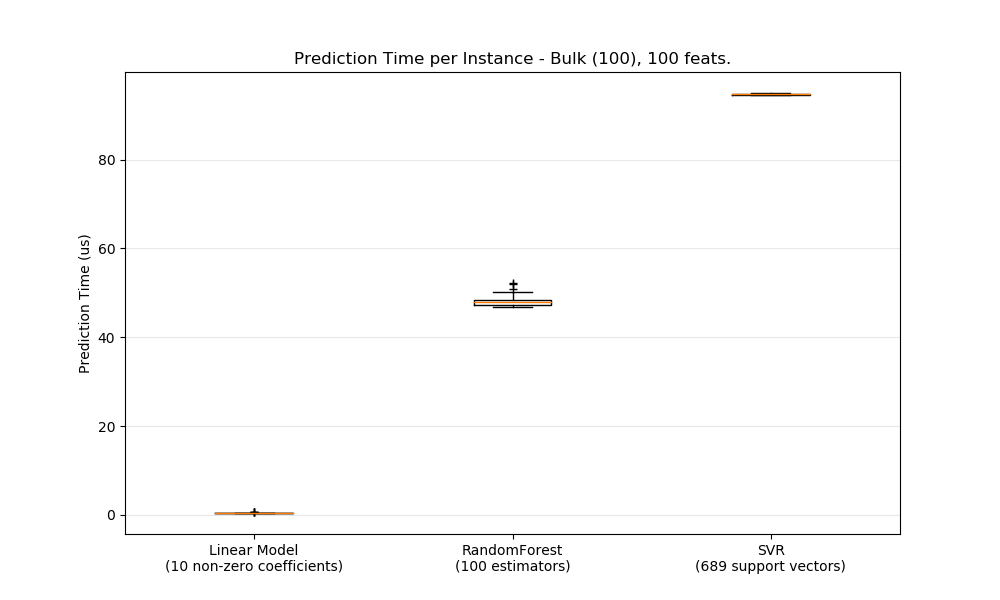 Prediction Time per Instance - Bulk (100), 100 feats.
Prediction Time (us)
80
60
40
20
0
Linear Model
(10 non-zero coefficients)
RandomForest
(100 estimators)
SVR
(689 support vectors)